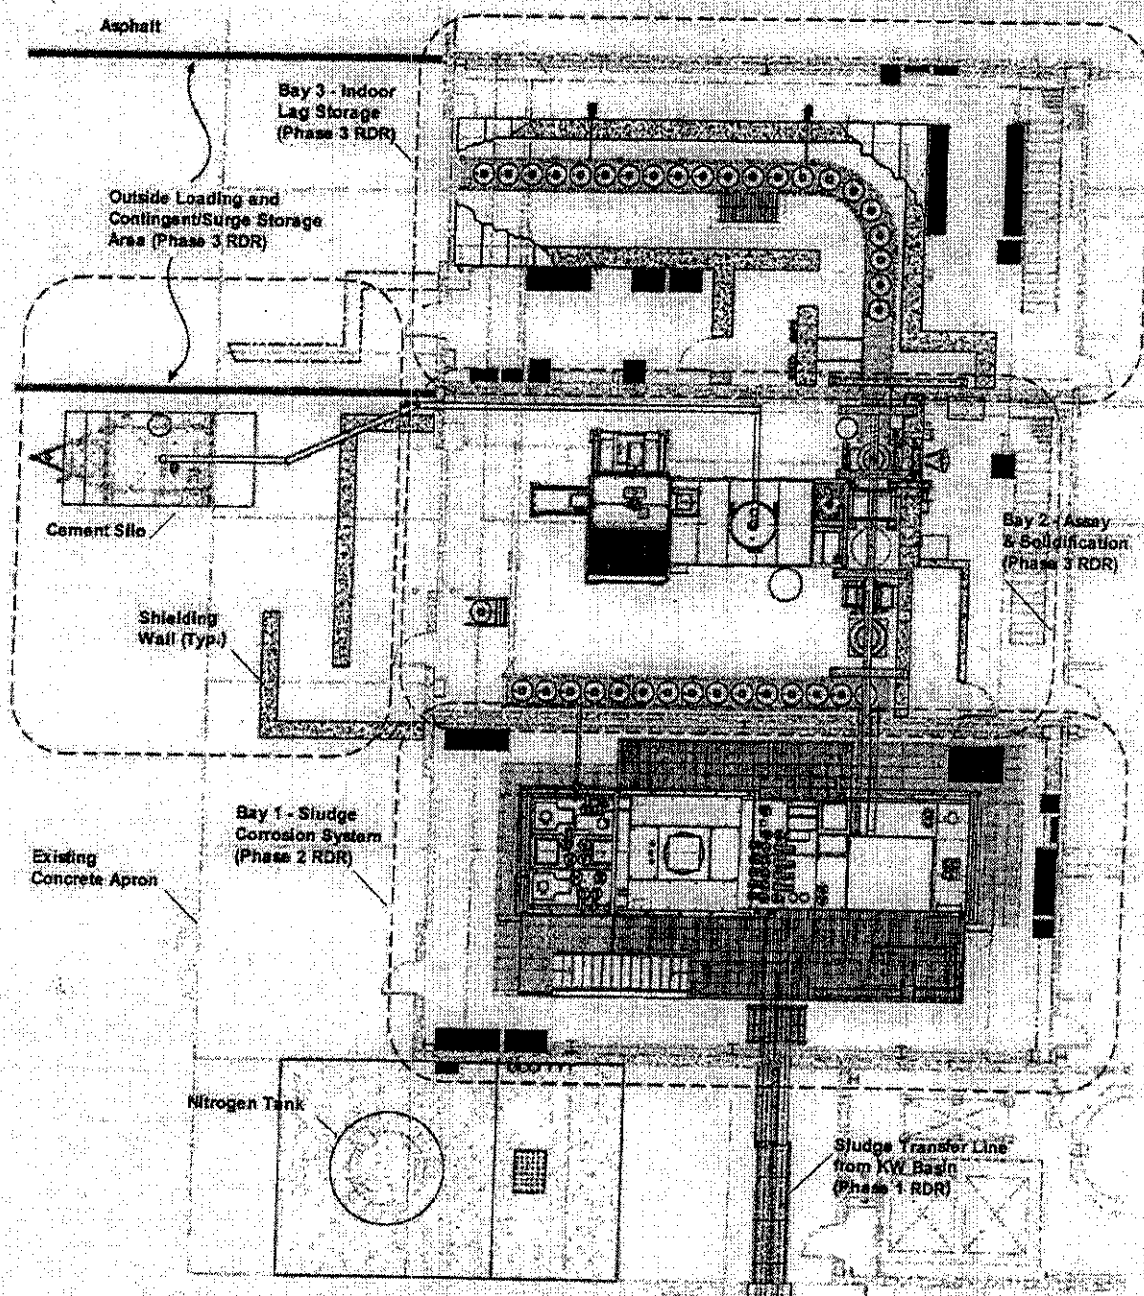 Asphalt
Bay 3 - Indoor
Lag Storage
(Phase 3 RDR)
Outside Loading and
Contingent/Surge Storage
Area (Phase 3 RDR)
Cement Silo
Bay 2 - Assay
& Solidification
(Phase 3 RDR)
Shielding
Wall (Typ.)
Bay 1 - Sludge
Corrosion System
(Phase 2 RDR)
Existing
Concrete Apron
Nitrogen Tank
Sludge Transfer Line
from KW Basin
(Phase 1 RDR)